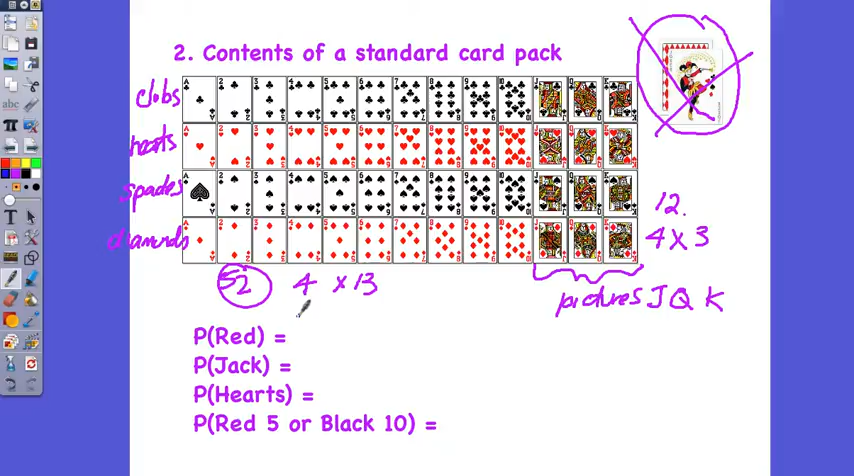 2. Contents of a standard card pack
clubs
hearts
spades
diamonds
12.
4 x 3
52 4 x 13
pictures J Q K
P(Red) =
P(Jack) =
P(Hearts) =
P(Red 5 or Black 10) =
abc
T